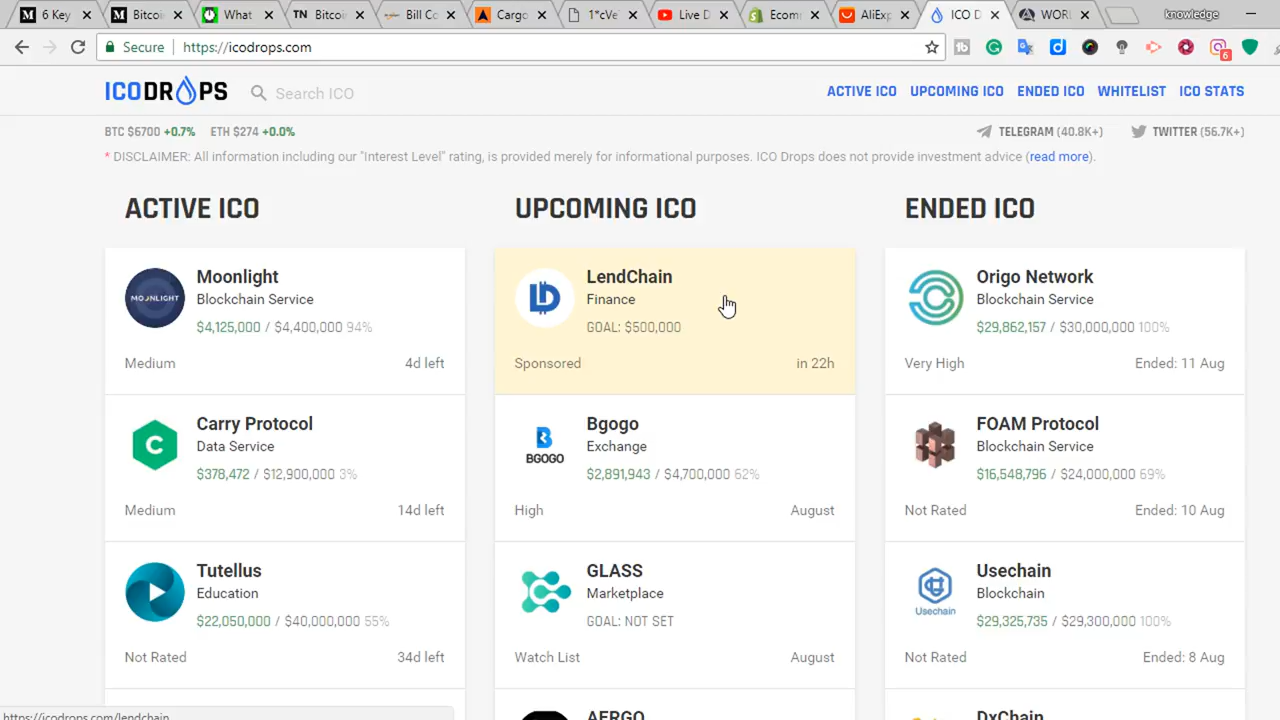 6 Key
Bitcoi
What
Bitcoi
Bill Co
Cargo
1*cVe
Live D
Ecom
AliExp
ICO D
WORL
knowledge
Secure
https://icodrops.com
6
ICODROPS
Search ICO
ACTIVE ICO UPCOMING ICO ENDED ICO WHITELIST ICO STATS
BTC $6700 +0.7% ETH $274 +0.0%
TELEGRAM (40.8K+) TWITTER (56.7K+)
* DISCLAIMER: All information including our "Interest Level" rating, is provided merely for informational purposes. ICO Drops does not provide investment advice (read more).
ACTIVE ICO
MOONLIGHT
Moonlight
Blockchain Service
$4,125,000 / $4,400,000 94%
Medium 4d left
Carry Protocol
Data Service
$378,472 / $12,900,000 3%
Medium 14d left
Tutellus
Education
$22,050,000 / $40,000,000 55%
Not Rated 34d left
UPCOMING ICO
LendChain
Finance
GOAL: $500,000
Sponsored in 22h
BGOGO
Bgogo
Exchange
$2,891,943 / $4,700,000 62%
High August
GLASS
Marketplace
GOAL: NOT SET
Watch List August
AERGO
ENDED ICO
Origo Network
Blockchain Service
$29,862,157 / $30,000,000 100%
Very High Ended: 11 Aug
FOAM Protocol
Blockchain Service
$16,548,796 / $24,000,000 69%
Not Rated Ended: 10 Aug
Usechain
Usechain
Blockchain
$29,325,735 / $29,300,000 100%
Not Rated Ended: 8 Aug
DxChain
https://icodrops.com/lendchain